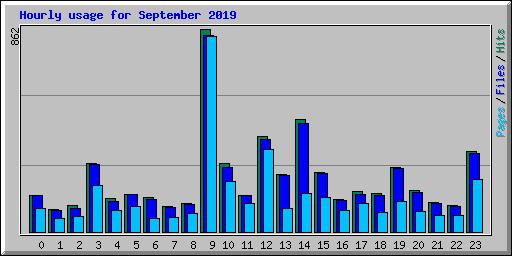 Hourly usage for September 2019
862
Pages / Files / Hits
0 1 2 3 4 5 6 7 8 9 10 11 12 13 14 15 16 17 18 19 20 21 22 23